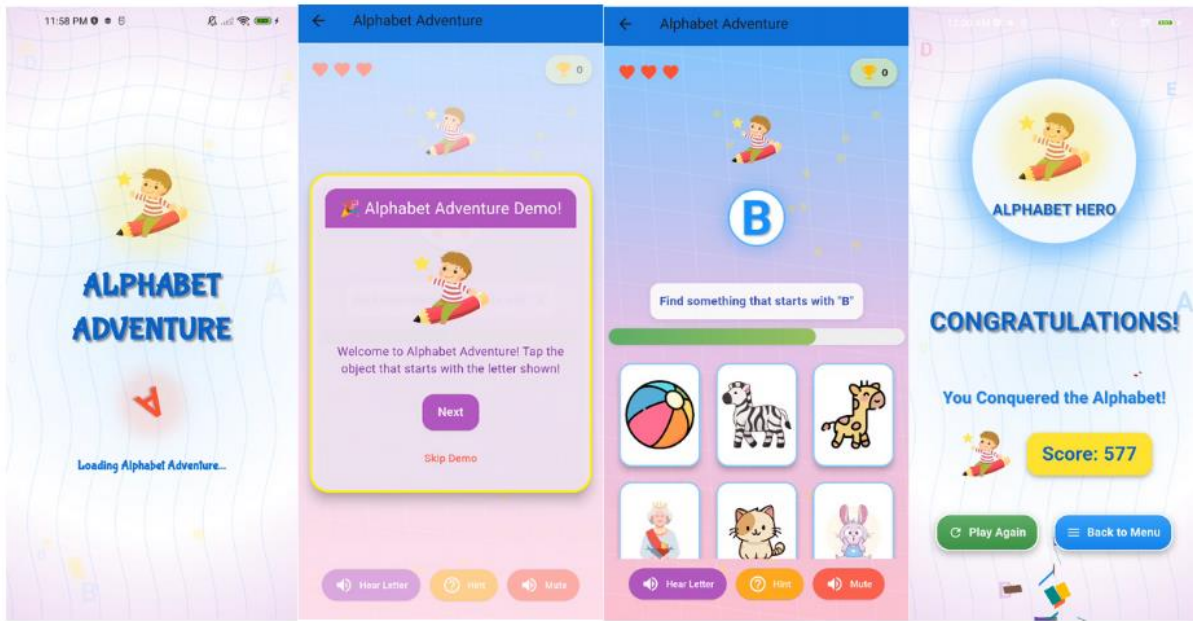 11:58 PM
ALPHABET
ADVENTURE
A
Loading Alphabet Adventure...
Alphabet Adventure
0
🎉 Alphabet Adventure Demo!
Welcome to Alphabet Adventure! Tap the
object that starts with the letter shown!
Next
Skip Demo
Hear Letter
Hint
Mute
Alphabet Adventure
0
B
Find something that starts with "B"
Hear Letter
Hint
Mute
D
E
A
ALPHABET HERO
CONGRATULATIONS!
You Conquered the Alphabet!
Score: 577
Play Again
Back to Menu